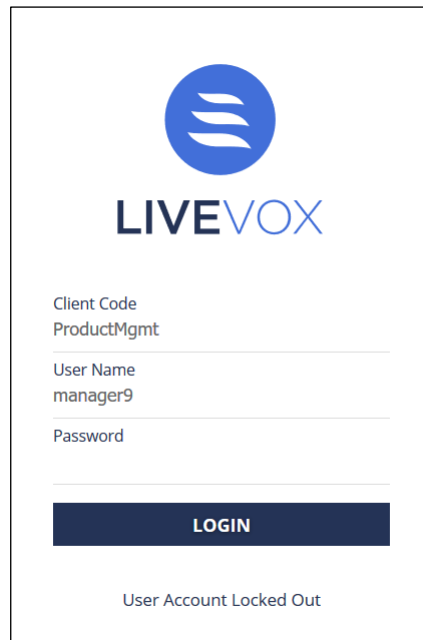 LIVEVOX
Client Code
ProductMgmt
User Name
manager9
Password
LOGIN
User Account Locked Out